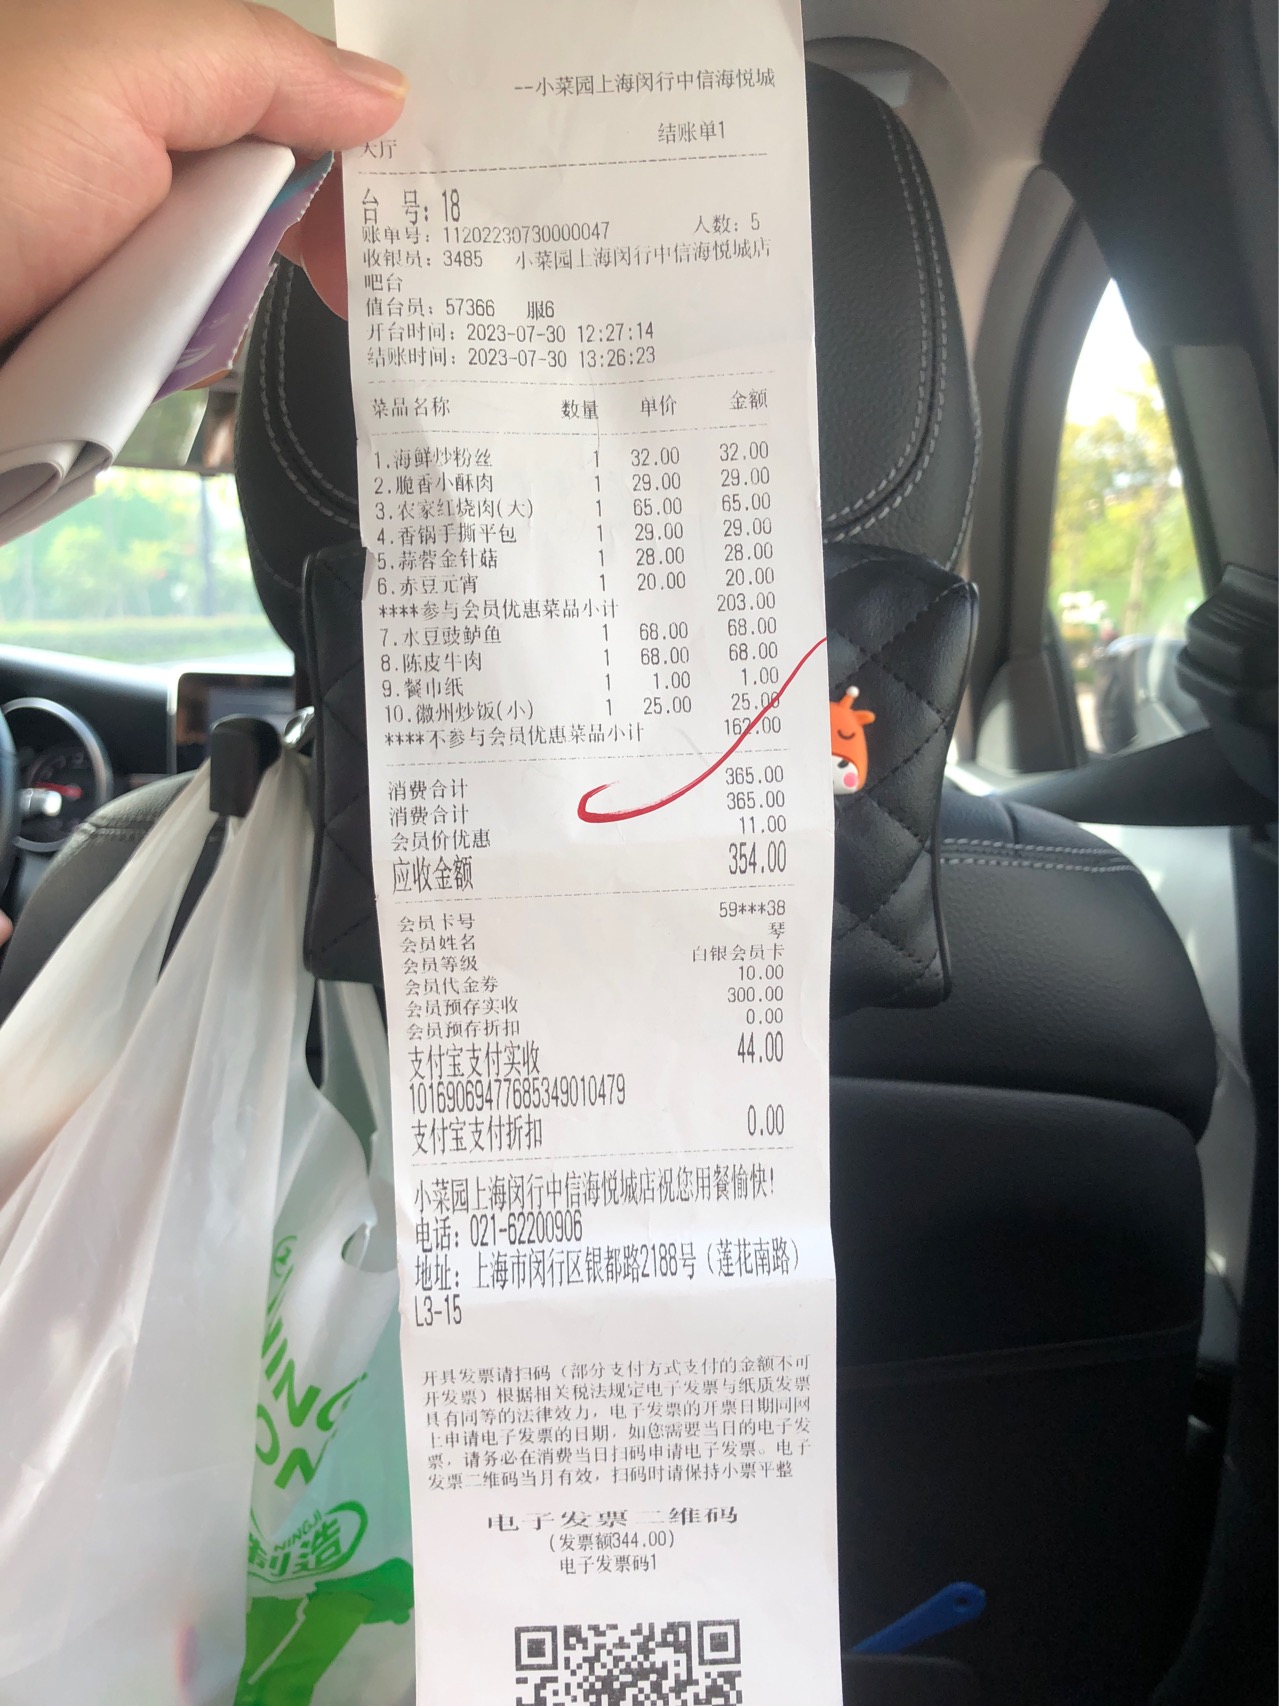 --小菜园上海闵行中信海悦城
结账单1
大厅
台 号: 18
账单号: 11202230730000047 人数: 5
收银员: 3485 小菜园上海闵行中信海悦城店
吧台
值台员: 57366 服6
开台时间: 2023-07-30 12:27:14
结账时间: 2023-07-30 13:26:23
菜品名称 数量 单价 金额
1.海鲜炒粉丝 1 32.00 32.00
2.脆香小酥肉 1 29.00 29.00
3.农家红烧肉(大) 1 65.00 65.00
4.香锅手撕平包 1 29.00 29.00
5.蒜蓉金针菇 1 28.00 28.00
6.赤豆元宵 1 20.00 20.00
****参与会员优惠菜品小计 203.00
7.水豆豉鲈鱼 1 68.00 68.00
8.陈皮牛肉 1 68.00 68.00
9.餐巾纸 1 1.00 1.00
10.徽州炒饭(小) 1 25.00 25.00
****不参与会员优惠菜品小计 162.00
消费合计 365.00
消费合计 365.00
会员价优惠 11.00
应收金额 354.00
会员卡号 59***38
会员姓名 琴
会员等级 白银会员卡
会员代金券 10.00
会员预存实收 300.00
会员预存折扣 0.00
支付宝支付实收 44.00
10169069477685349010479
支付宝支付折扣 0.00
小菜园上海闵行中信海悦城店祝您用餐愉快!
电话: 021-62200906
地址: 上海市闵行区银都路2188号（莲花南路）
L3-15
开具发票请扫码（部分支付方式支付的金额不可
开发票）根据相关税法规定电子发票与纸质发票
具有同等的法律效力，电子发票的开票日期同网
上申请电子发票的日期，如您需要当日的电子发
票，请务必在消费当日扫码申请电子发票。电子
发票二维码当月有效，扫码时请保持小票平整
电子发票二维码
(发票额344.00)
电子发票码1
NINGJI
制造